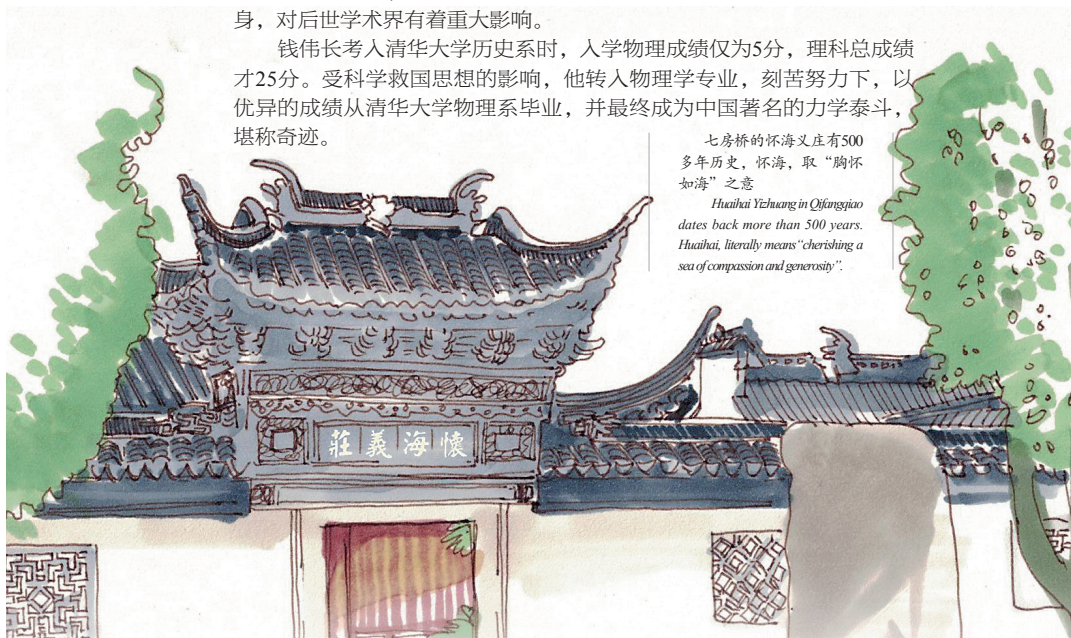 身，对后世学术界有着重大影响。
钱伟长考入清华大学历史系时，入学物理成绩仅为5分，理科总成绩
才25分。受科学救国思想的影响，他转入物理学专业，刻苦努力下，以
优异的成绩从清华大学物理系毕业，并最终成为中国著名的力学泰斗，
堪称奇迹。
七房桥的怀海义庄有500
多年历史，怀海，取“胸怀
如海”之意
Huaihai Yizhuang in Qifangqiao
dates back more than 500 years.
Huaihai, literally means “cherishing a
sea of compassion and generosity”.
莊義海懷